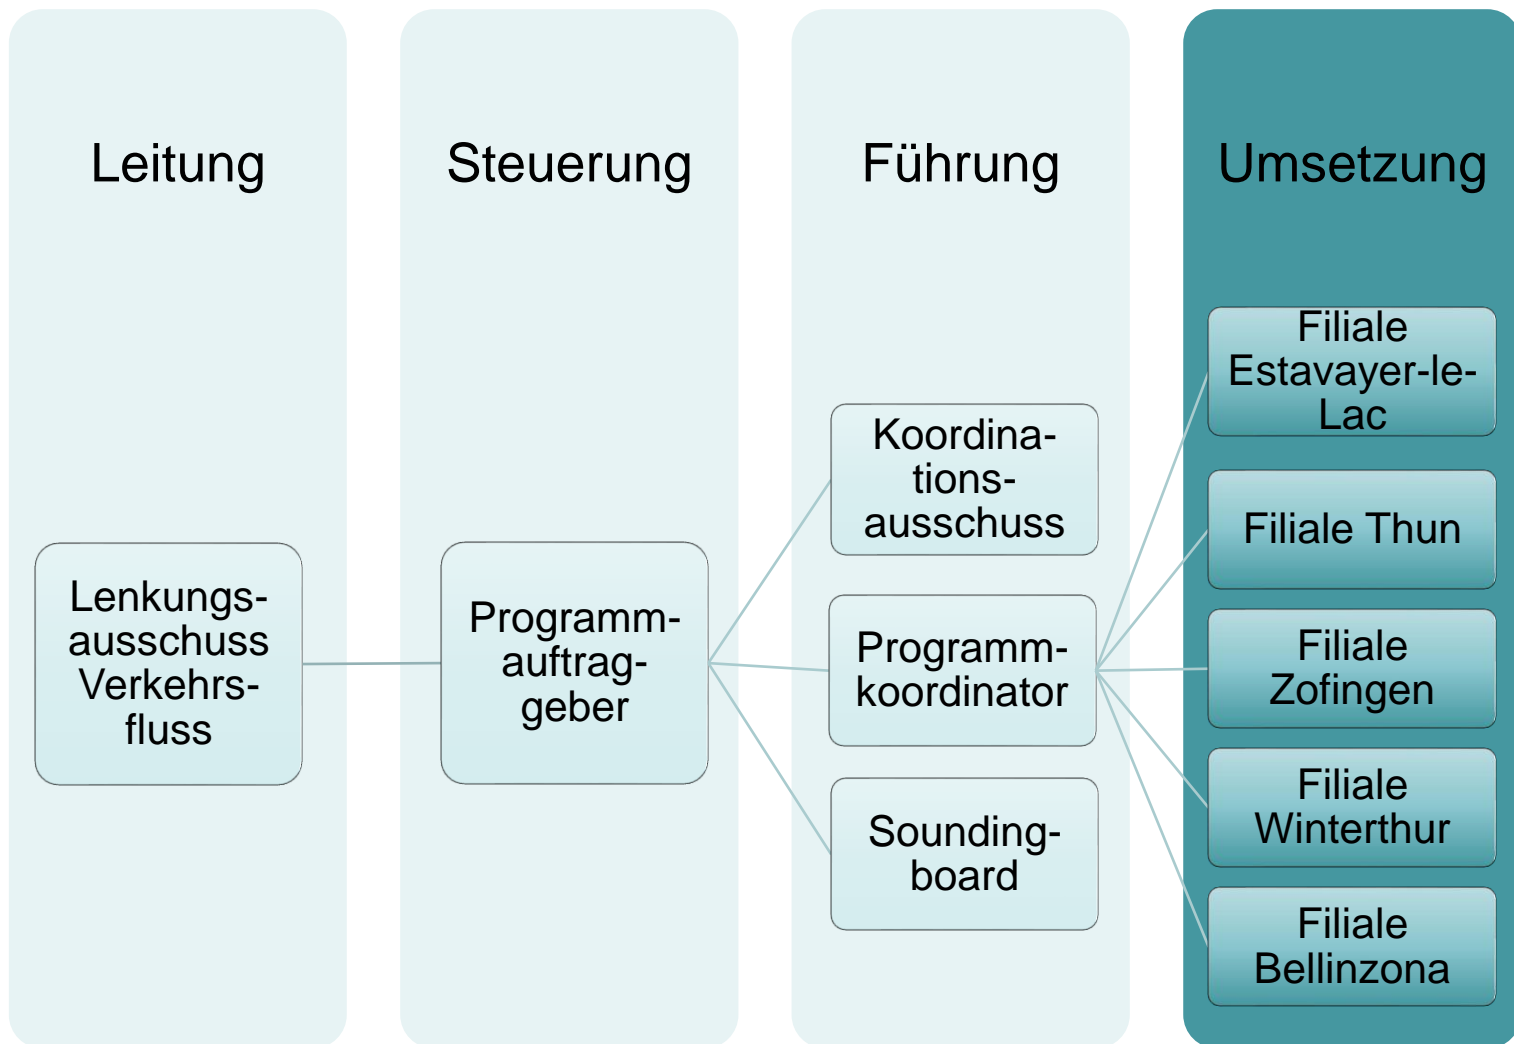 Leitung
Steuerung
Führung
Umsetzung
Lenkungs-
ausschuss
Verkehrs-
fluss
Programm-
auftrag-
geber
Koordina-
tions-
ausschuss
Programm-
koordinator
Sounding-
board
Filiale
Estavayer-le-
Lac
Filiale Thun
Filiale
Zofingen
Filiale
Winterthur
Filiale
Bellinzona